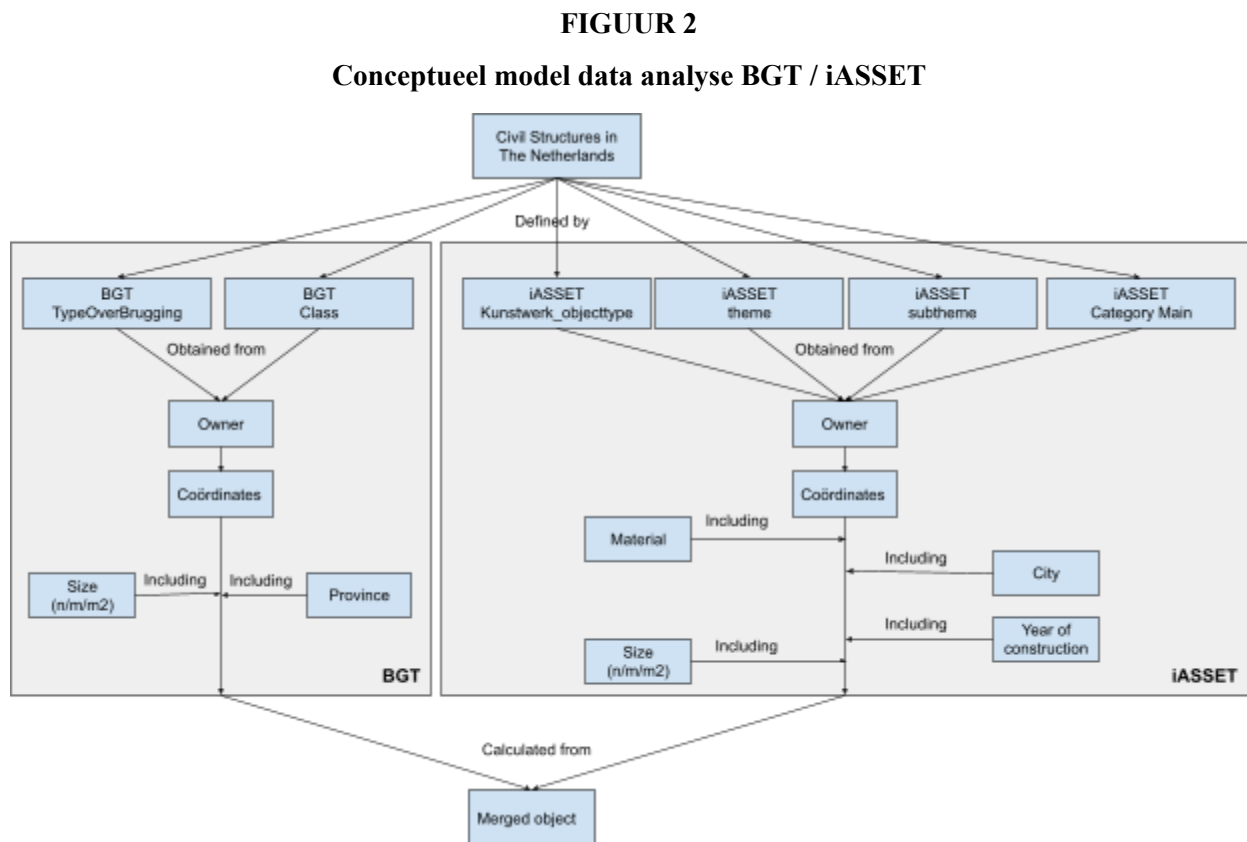 FIGUUR 2
Conceptueel model data analyse BGT / iASSET
Civil Structures in
The Netherlands
Defined by
BGT
TypeOverBrugging
BGT
Class
iASSET
Kunstwerk_objecttype
iASSET
theme
iASSET
subtheme
iASSET
Category Main
Obtained from
Obtained from
Owner
Owner
Coördinates
Coördinates
Material
Including
Including
City
Size
(n/m/m2)
Including
Including
Province
Including
Year of
construction
Size
(n/m/m2)
Including
BGT
iASSET
Calculated from
Merged object